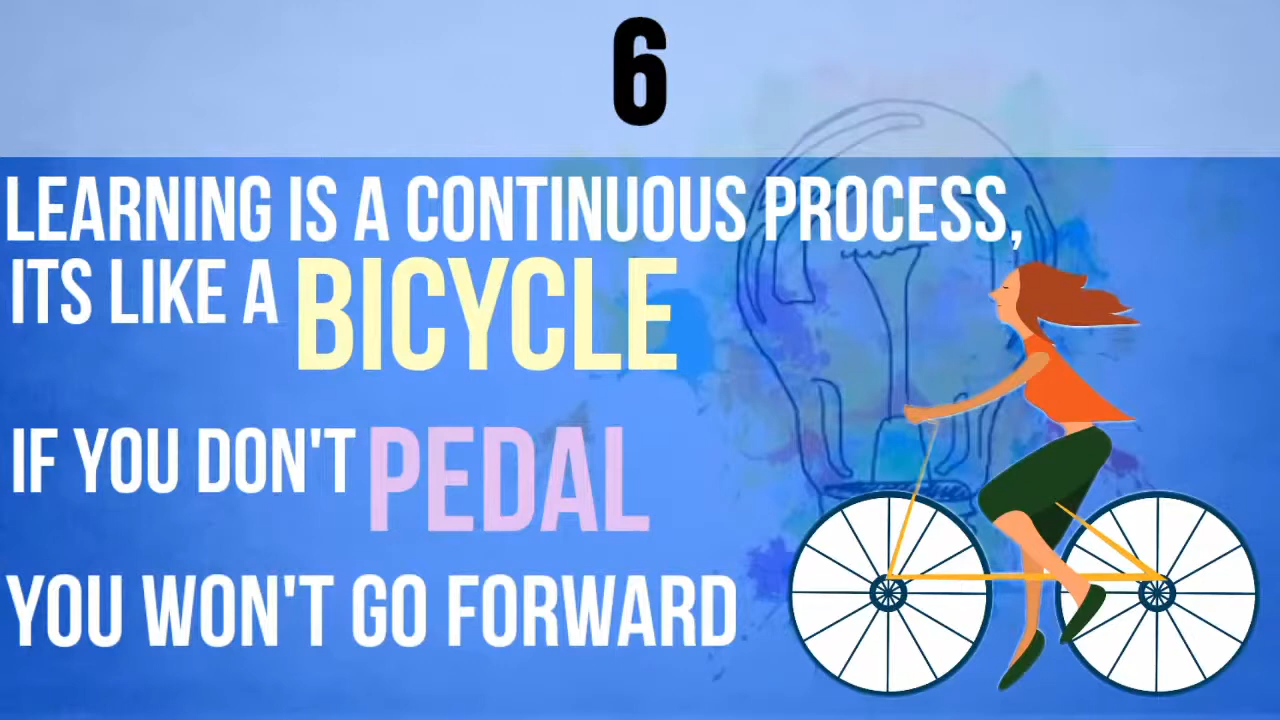 6
LEARNING IS A CONTINUOUS PROCESS,
ITS LIKE A BICYCLE
IF YOU DON'T PEDAL
YOU WON'T GO FORWARD